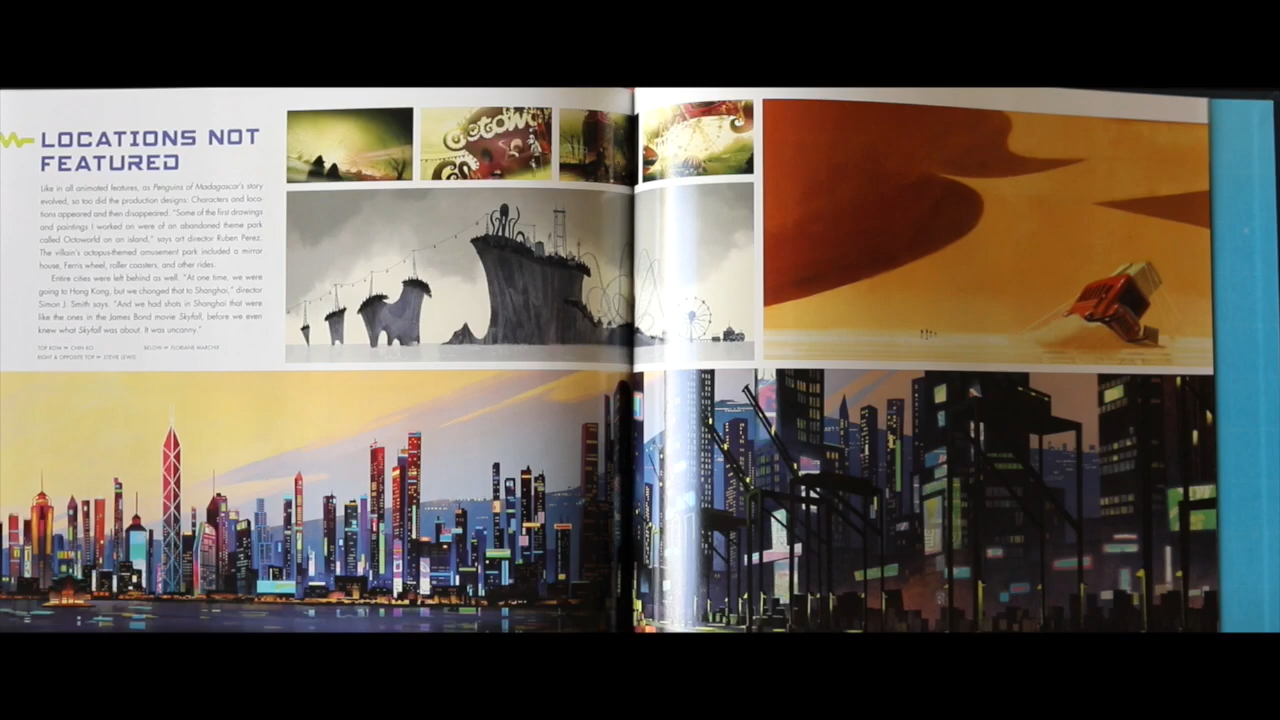 LOCATIONS NOT
FEATURED
Like in all animated features, as Penguins of Madagascar's story
evolved, so too did the production designs: Characters and loca-
tions appeared and then disappeared. "Some of the first drawings
and paintings I worked on were of an abandoned theme park
called Octoworld on an island," says art director Ruben Perez.
The villain's octopus-themed amusement park included a mirror
house, Ferris wheel, roller coasters, and other rides.
Entire cities were left behind as well. "At one time, we were
going to Hong Kong, but we changed that to Shanghai," director
Simon J. Smith says. "And we had shots in Shanghai that were
like the ones in the James Bond movie Skyfall, before we even
knew what Skyfall was about. It was uncanny."
TOP ROW CHIN KO BELOW FLORIANE MARCHIX
RIGHT & OPPOSITE TOP STEVIE LEWIS